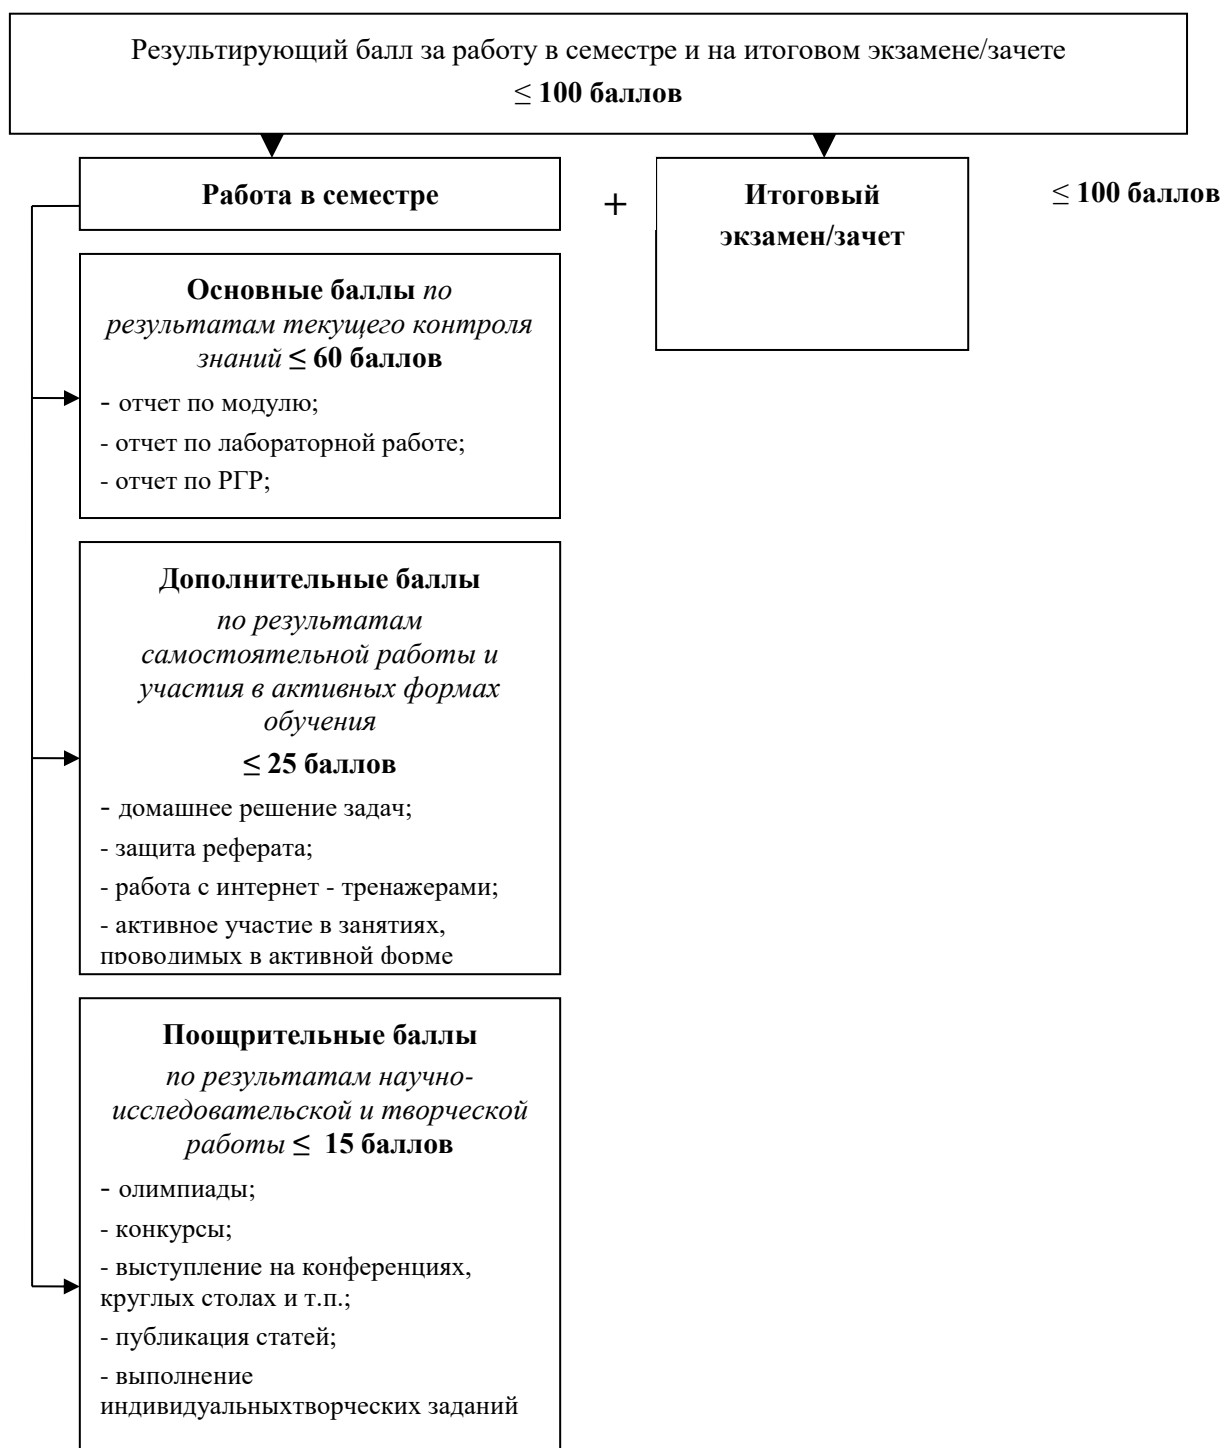 Результирующий балл за работу в семестре и на итоговом экзамене/зачете
≤ 100 баллов
Работа в семестре
+
Итоговый
экзамен/зачет
≤ 100 баллов
Основные баллы по
результатам текущего контроля
знаний ≤ 60 баллов
- отчет по модулю;
- отчет по лабораторной работе;
- отчет по РГР;
Дополнительные баллы
по результатам
самостоятельной работы и
участия в активных формах
обучения
≤ 25 баллов
- домашнее решение задач;
- защита реферата;
- работа с интернет - тренажерами;
- активное участие в занятиях,
проводимых в активной форме
Поощрительные баллы
по результатам научно-
исследовательской и творческой
работы ≤ 15 баллов
- олимпиады;
- конкурсы;
- выступление на конференциях,
круглых столах и т.п.;
- публикация статей;
- выполнение
индивидуальныхтворческих заданий